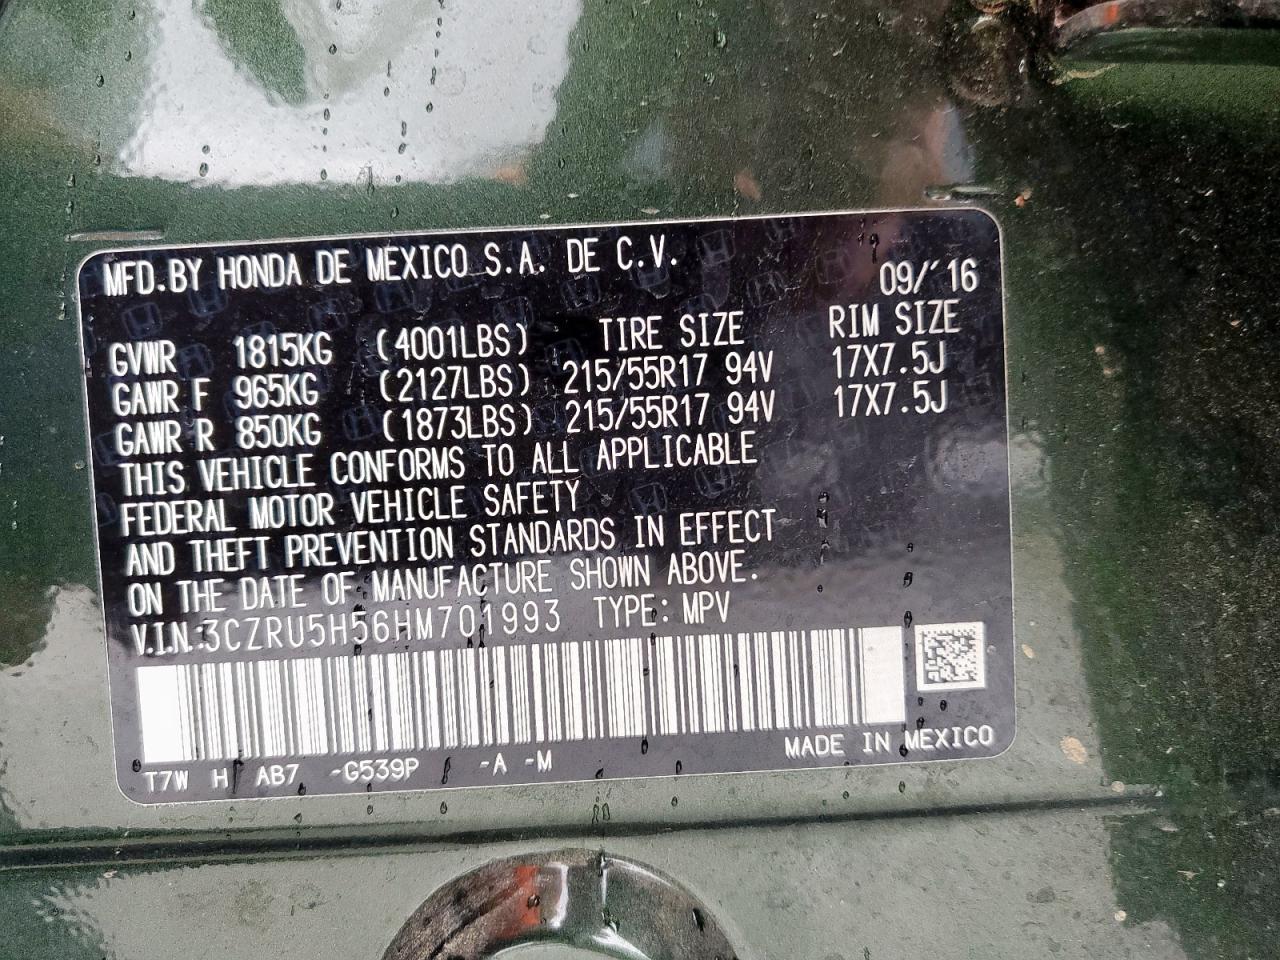 MFD.BY HONDA DE MEXICO S.A. DE C.V. 09/'16
GVWR 1815KG (4001LBS) TIRE SIZE RIM SIZE
GAWR F 965KG (2127LBS) 215/55R17 94V 17X7.5J
GAWR R 850KG (1873LBS) 215/55R17 94V 17X7.5J
THIS VEHICLE CONFORMS TO ALL APPLICABLE
FEDERAL MOTOR VEHICLE SAFETY
AND THEFT PREVENTION STANDARDS IN EFFECT
ON THE DATE OF MANUFACTURE SHOWN ABOVE.
V.I.N.:3CZRU5H56HM701993 TYPE: MPV
MADE IN MEXICO
T7W H AB7 -G539P -A -M